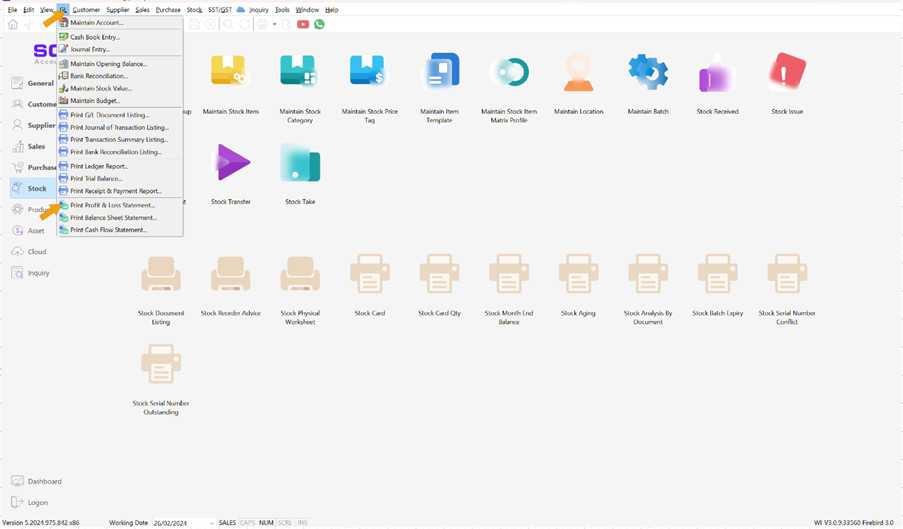 File Edit View GL Customer Supplier Sales Purchase Stock SST/GST Inquiry Tools Window Help
Maintain Account...
Cash Book Entry...
Journal Entry...
Maintain Opening Balance...
Bank Reconciliation...
Maintain Stock Value...
Maintain Budget...
Print G/L Document Listing...
Print Journal of Transaction Listing...
Print Transaction Summary Listing...
Print Bank Reconciliation Listing...
Print Ledger Report...
Print Trial Balance...
Print Receipt & Payment Report...
Print Profit & Loss Statement...
Print Balance Sheet Statement...
Print Cash Flow Statement...
General
Supplier
Sales
Stock
Asset
Cloud
Inquiry
Dashboard
Logon
Maintain Stock Item
Maintain Stock
Category
Maintain Stock Price
Tag
Maintain Item
Template
Maintain Stock Item
Matrix Profile
Maintain Location
Maintain Batch
Stock Received
Stock Issue
Stock Transfer
Stock Take
Stock Document
Listing
Stock Reorder Advice
Stock Physical
Worksheet
Stock Card
Stock Card Qty
Stock Month End
Balance
Stock Aging
Stock Analysis By
Document
Stock Batch Expiry
Stock Serial Number
Conflict
Stock Serial Number
Outstanding
Version 5.2024.975.842 x86 Working Date 26/02/2024 SALES CAPS NUM SCRL INS WI V3.0.9.33560 Firebird 3.0